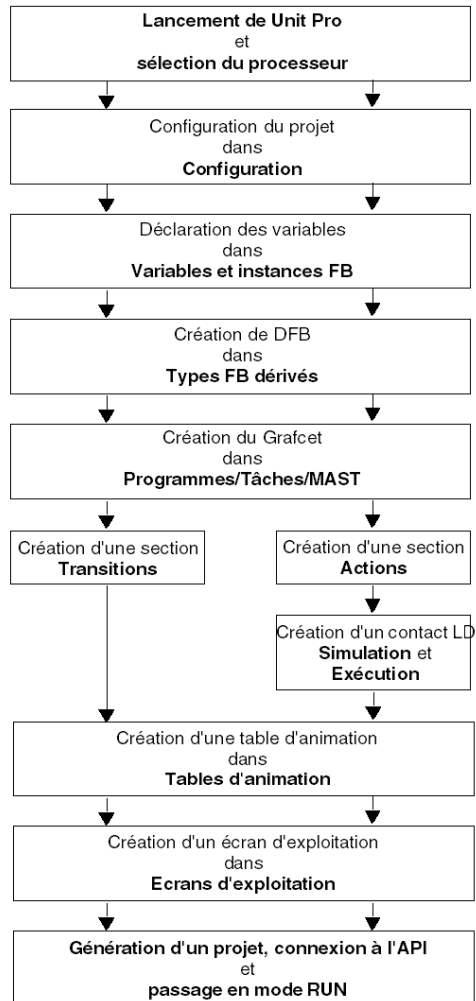 Lancement de Unit Pro
et
sélection du processeur
Configuration du projet
dans
Configuration
Déclaration des variables
dans
Variables et instances FB
Création de DFB
dans
Types FB dérivés
Création du Grafcet
dans
Programmes/Tâches/MAST
Création d'une section
Transitions
Création d'une section
Actions
Création d'un contact LD
Simulation et
Exécution
Création d'une table d'animation
dans
Tables d'animation
Création d'un écran d'exploitation
dans
Ecrans d'exploitation
Génération d'un projet, connexion à l'API
et
passage en mode RUN